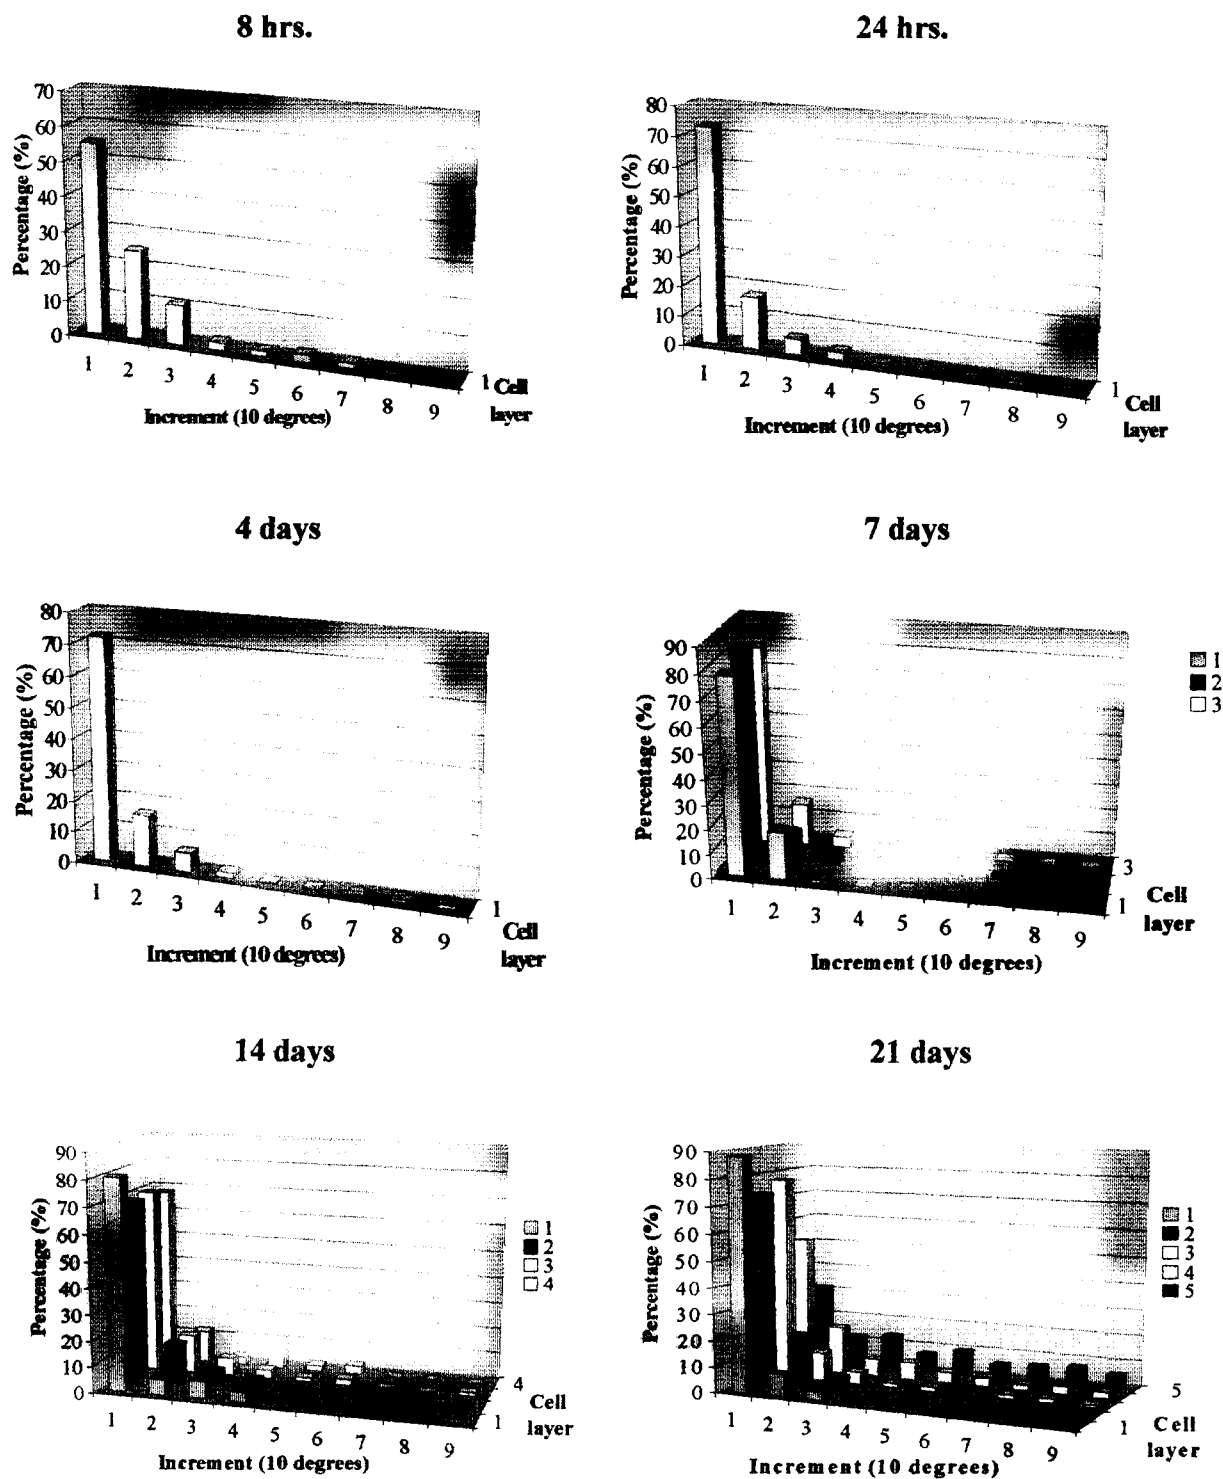 8 hrs.
70
60
50
40
30
20
10
0
Percentage (%)
1 2 3 4 5 6 7 8 9
1
Cell
layer
Increment (10 degrees)
24 hrs.
80
70
60
50
40
30
20
10
0
Percentage (%)
1 2 3 4 5 6 7 8 9
1
Cell
layer
Increment (10 degrees)
4 days
80
70
60
50
40
30
20
10
0
Percentage (%)
1 2 3 4 5 6 7 8 9
1
Cell
layer
Increment (10 degrees)
7 days
90
80
70
60
50
40
30
20
10
0
Percentage (%)
1 2 3 4 5 6 7 8 9
3
1
Cell
layer
Increment (10 degrees)
1
2
3
14 days
90
80
70
60
50
40
30
20
10
0
Percentage (%)
1 2 3 4 5 6 7 8 9
4
1
Cell
layer
Increment (10 degrees)
1
2
3
4
21 days
90
80
70
60
50
40
30
20
10
0
Percentage (%)
1 2 3 4 5 6 7 8 9
5
1
Cell
layer
Increment (10 degrees)
1
2
3
4
5